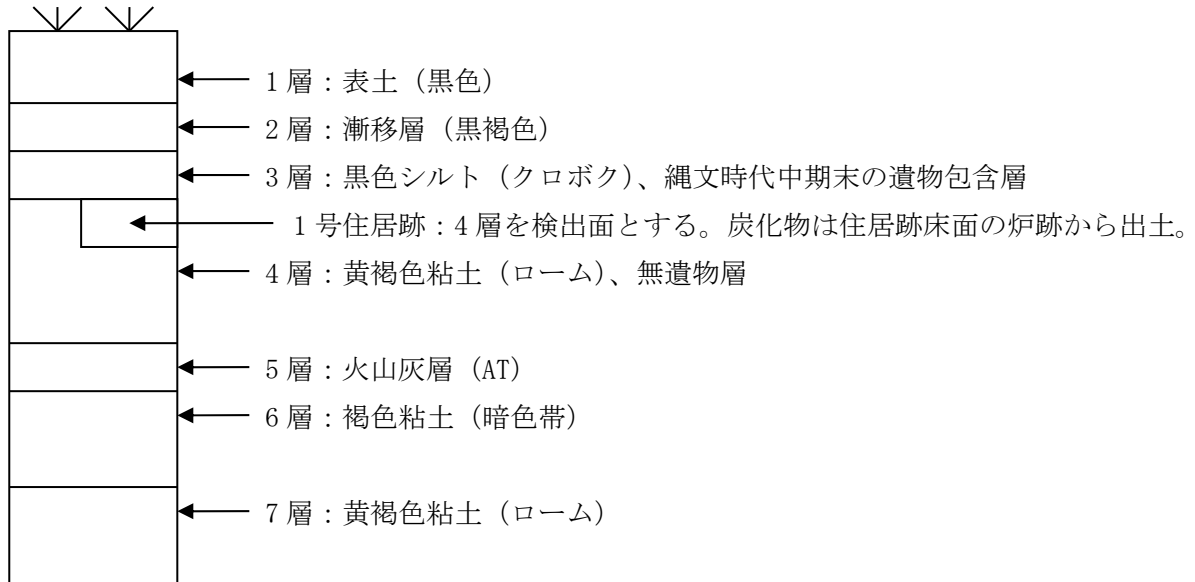 1層：表土（黒色）
2層：漸移層（黒褐色）
3層：黒色シルト（クロボク）、縄文時代中期末の遺物包含層
1号住居跡：4層を検出面とする。炭化物は住居跡床面の炉跡から出土。
4層：黄褐色粘土（ローム）、無遺物層
5層：火山灰層（AT）
6層：褐色粘土（暗色帯）
7層：黄褐色粘土（ローム）